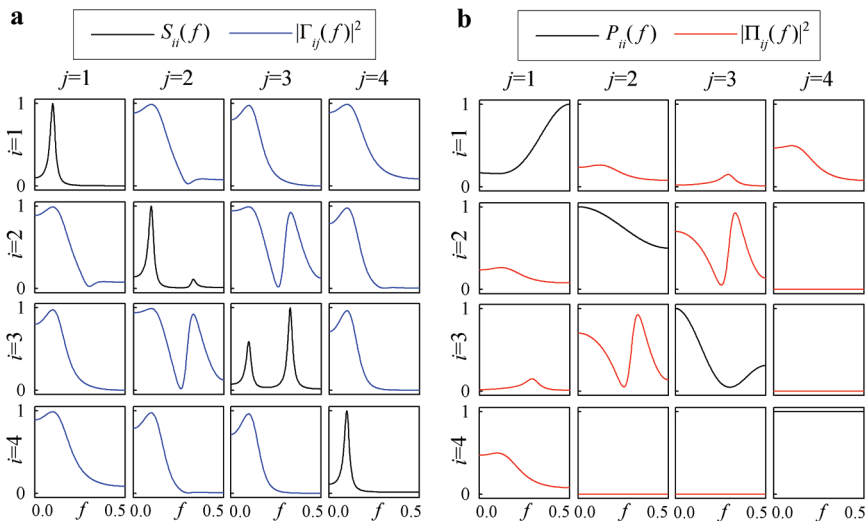 a
S_ii(f) |Γ_ij(f)|²
j=1 j=2 j=3 j=4
i=1
1
0
i=2
1
0
i=3
1
0
i=4
1
0
0.0 f 0.5 0.0 f 0.5 0.0 f 0.5 0.0 f 0.5
b
P_ii(f) |Π_ij(f)|²
j=1 j=2 j=3 j=4
i=1
1
0
i=2
1
0
i=3
1
0
i=4
1
0
0.0 f 0.5 0.0 f 0.5 0.0 f 0.5 0.0 f 0.5